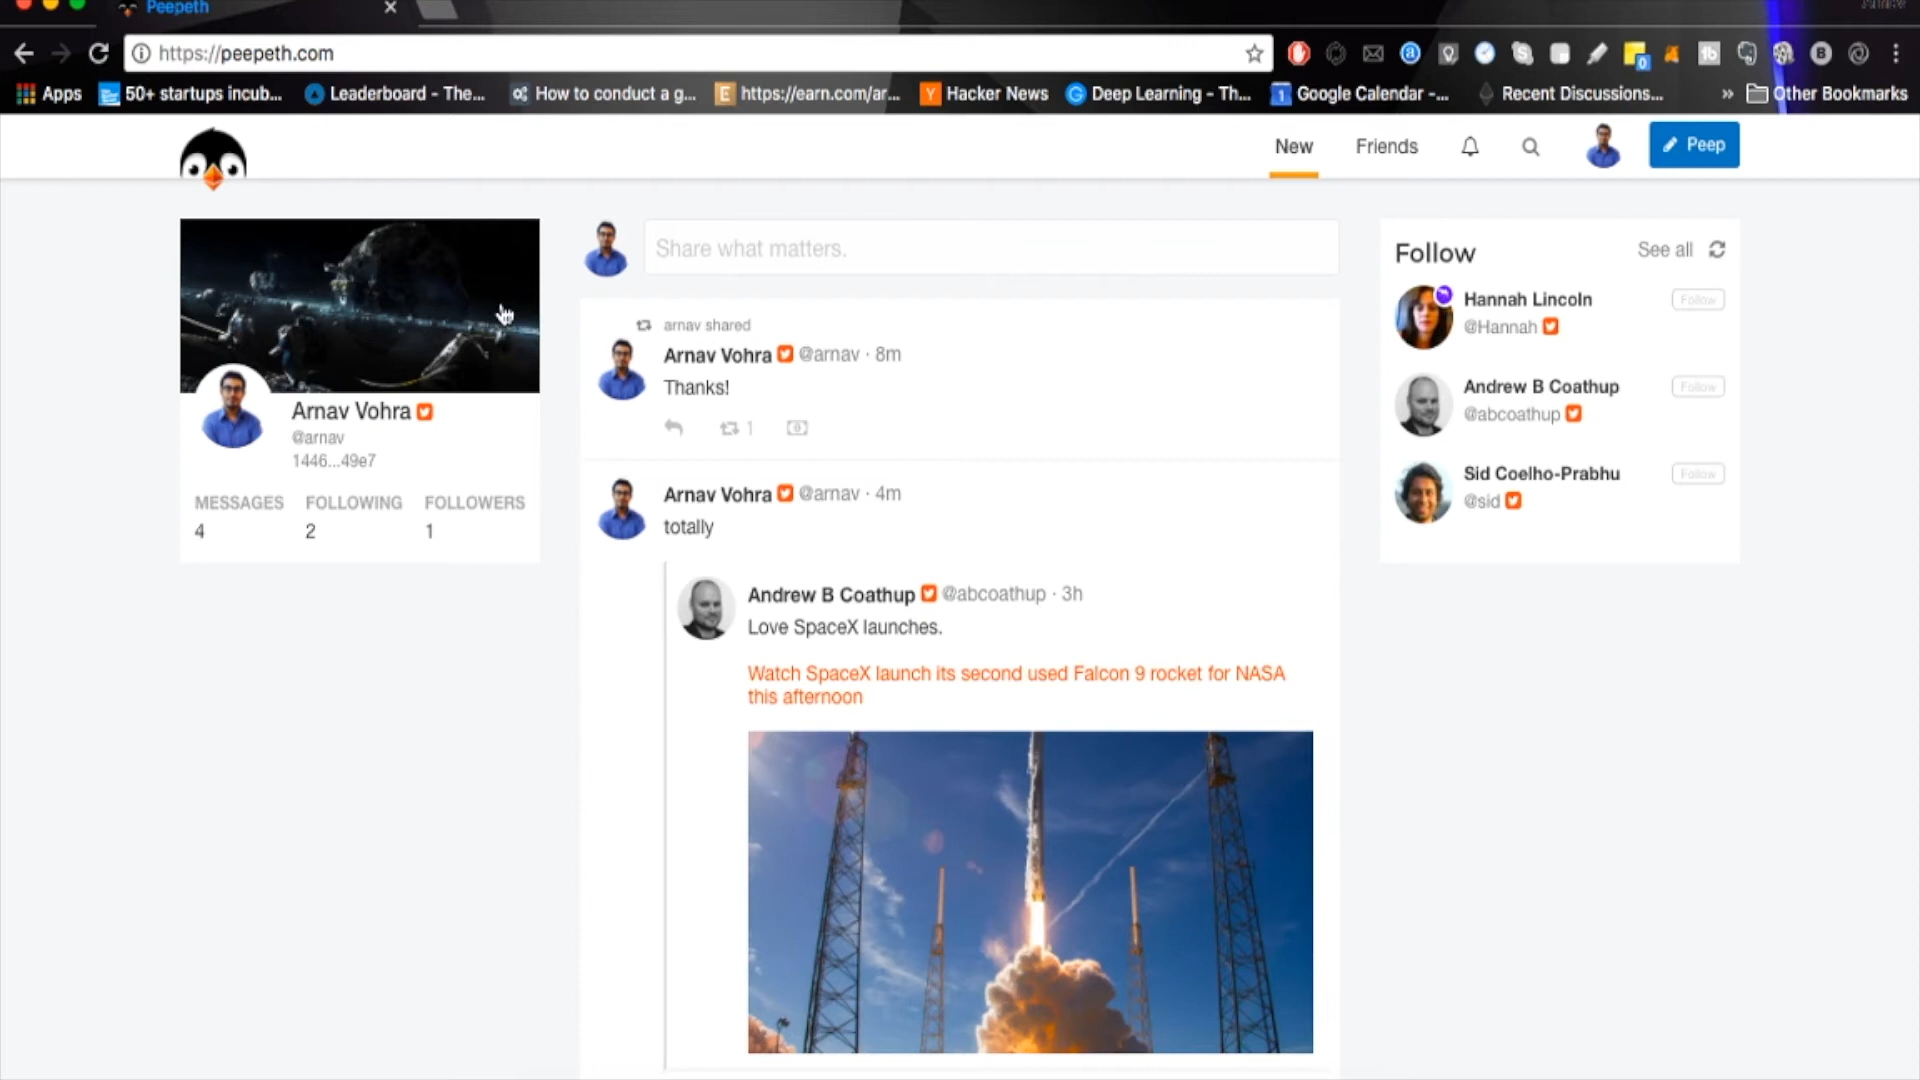 Peepeth
https://peepeth.com
Apps 50+ startups incub... Leaderboard - The... How to conduct a g... https://earn.com/ar... Hacker News Deep Learning - Th... Google Calendar -... Recent Discussions... » Other Bookmarks
New Friends Peep
Arnav Vohra
@arnav
1446...49e7
MESSAGES FOLLOWING FOLLOWERS
4 2 1
Share what matters.
arnav shared
Arnav Vohra @arnav · 8m
Thanks!
1
Arnav Vohra @arnav · 4m
totally
Andrew B Coathup @abcoathup · 3h
Love SpaceX launches.
Watch SpaceX launch its second used Falcon 9 rocket for NASA
this afternoon
Follow See all
Hannah Lincoln Follow
@Hannah
Andrew B Coathup Follow
@abcoathup
Sid Coelho-Prabhu Follow
@sid